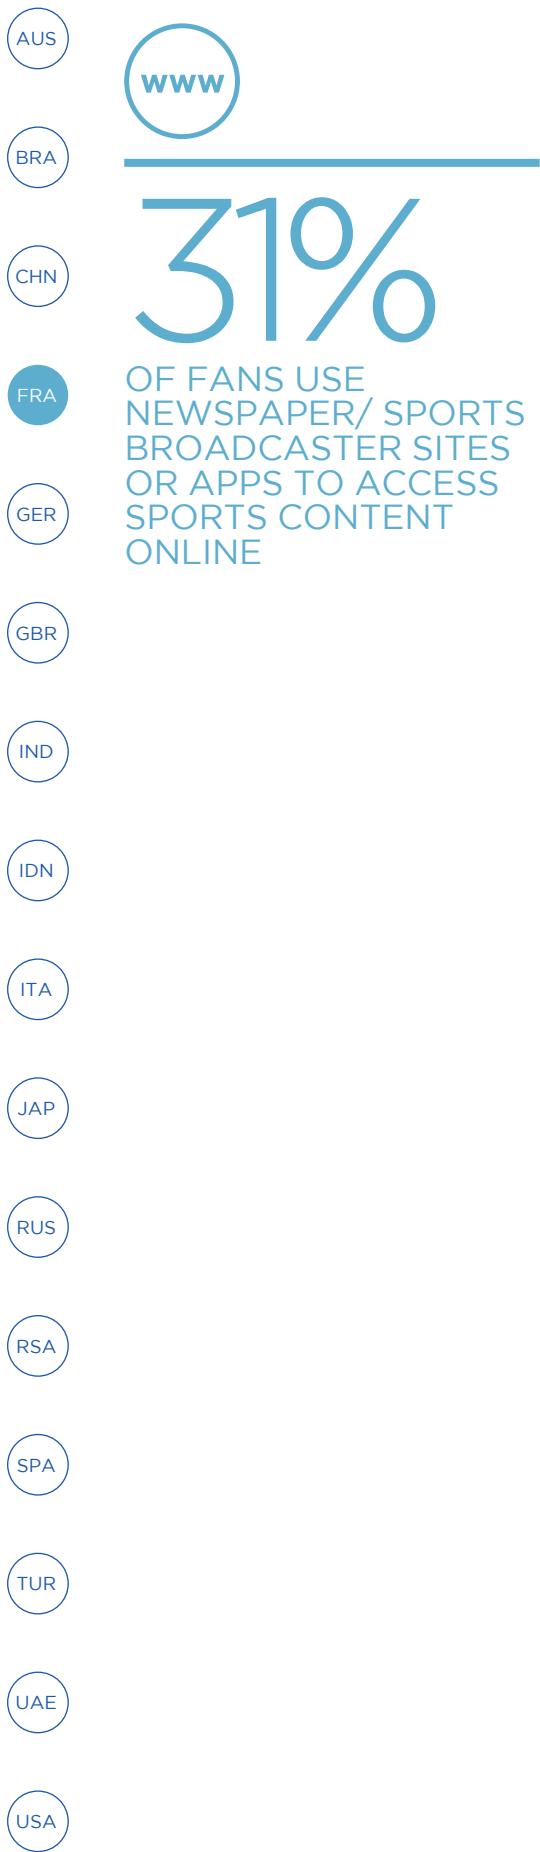 AUS
BRA
CHN
FRA
GER
GBR
IND
IDN
ITA
JAP
RUS
RSA
SPA
TUR
UAE
USA
www
31%
OF FANS USE
NEWSPAPER/ SPORTS
BROADCASTER SITES
OR APPS TO ACCESS
SPORTS CONTENT
ONLINE